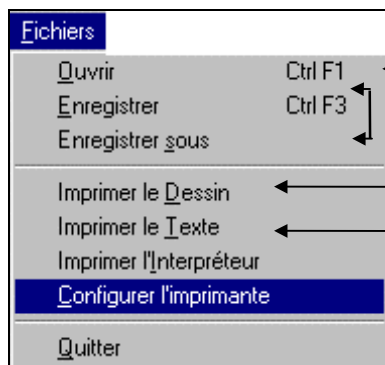 Fichiers
Ouvrir Ctrl F1
Enregistrer Ctrl F3
Enregistrer sous
Imprimer le Dessin
Imprimer le Texte
Imprimer l'Interpréteur
Configurer l'imprimante
Quitter